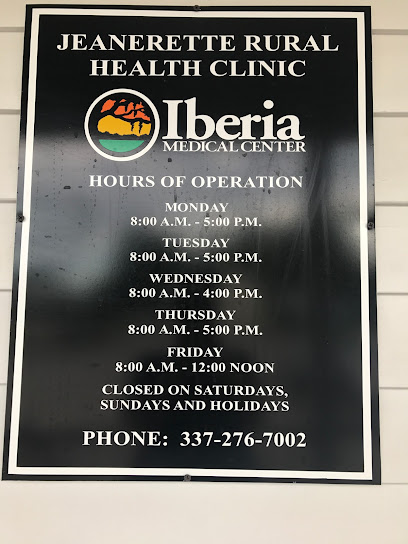 JEANERETTE RURAL
HEALTH CLINIC
Iberia
MEDICAL CENTER
HOURS OF OPERATION
MONDAY
8:00 A.M. - 5:00 P.M.
TUESDAY
8:00 A.M. - 5:00 P.M.
WEDNESDAY
8:00 A.M. - 4:00 P.M.
THURSDAY
8:00 A.M. - 5:00 P.M.
FRIDAY
8:00 A.M. - 12:00 NOON
CLOSED ON SATURDAYS,
SUNDAYS AND HOLIDAYS
PHONE: 337-276-7002